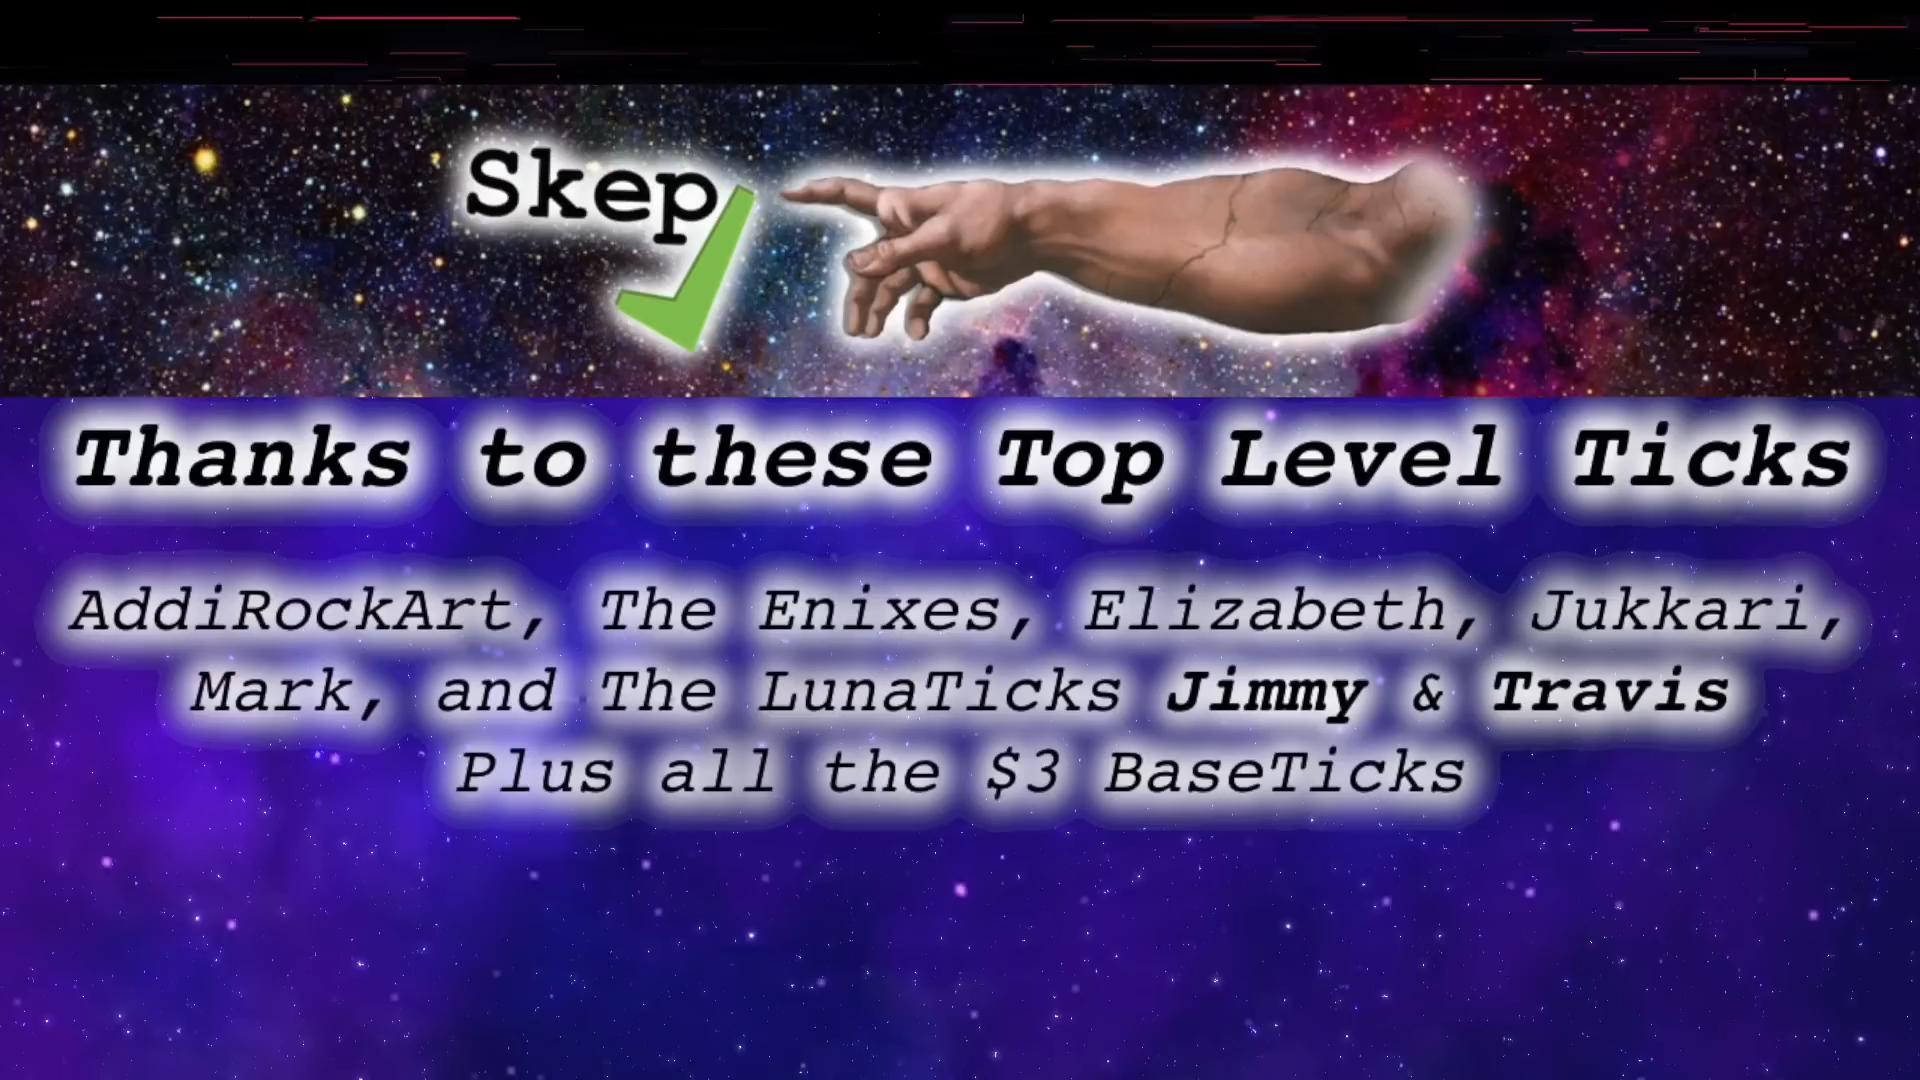 Skep
Thanks to these Top Level Ticks
AddiRockArt, The Enixes, Elizabeth, Jukkari,
Mark, and The LunaTicks Jimmy & Travis
Plus all the $3 BaseTicks